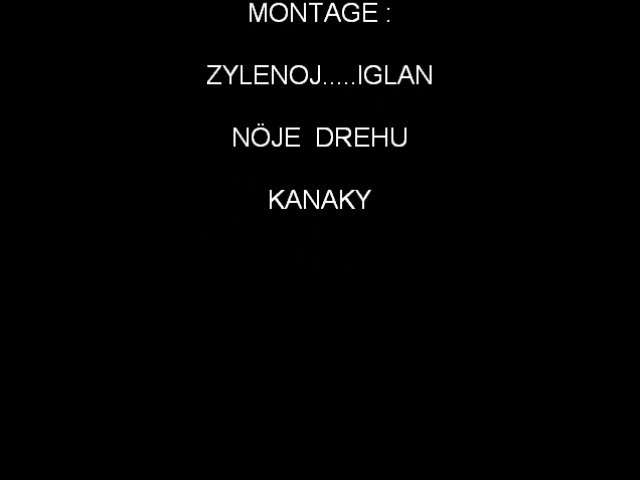 MONTAGE :
ZYLENOJ.....IGLAN
NÖJE  DREHU
KANAKY